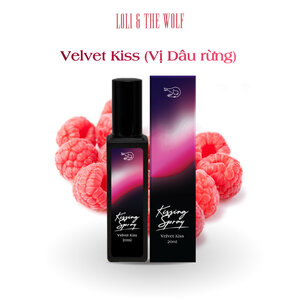 LOLI & THE WOLF
Velvet Kiss (Vị Dâu rừng)
Kissing
Spray
Velvet Kiss
20ml
Kissing
Spray
Velvet Kiss
20ml